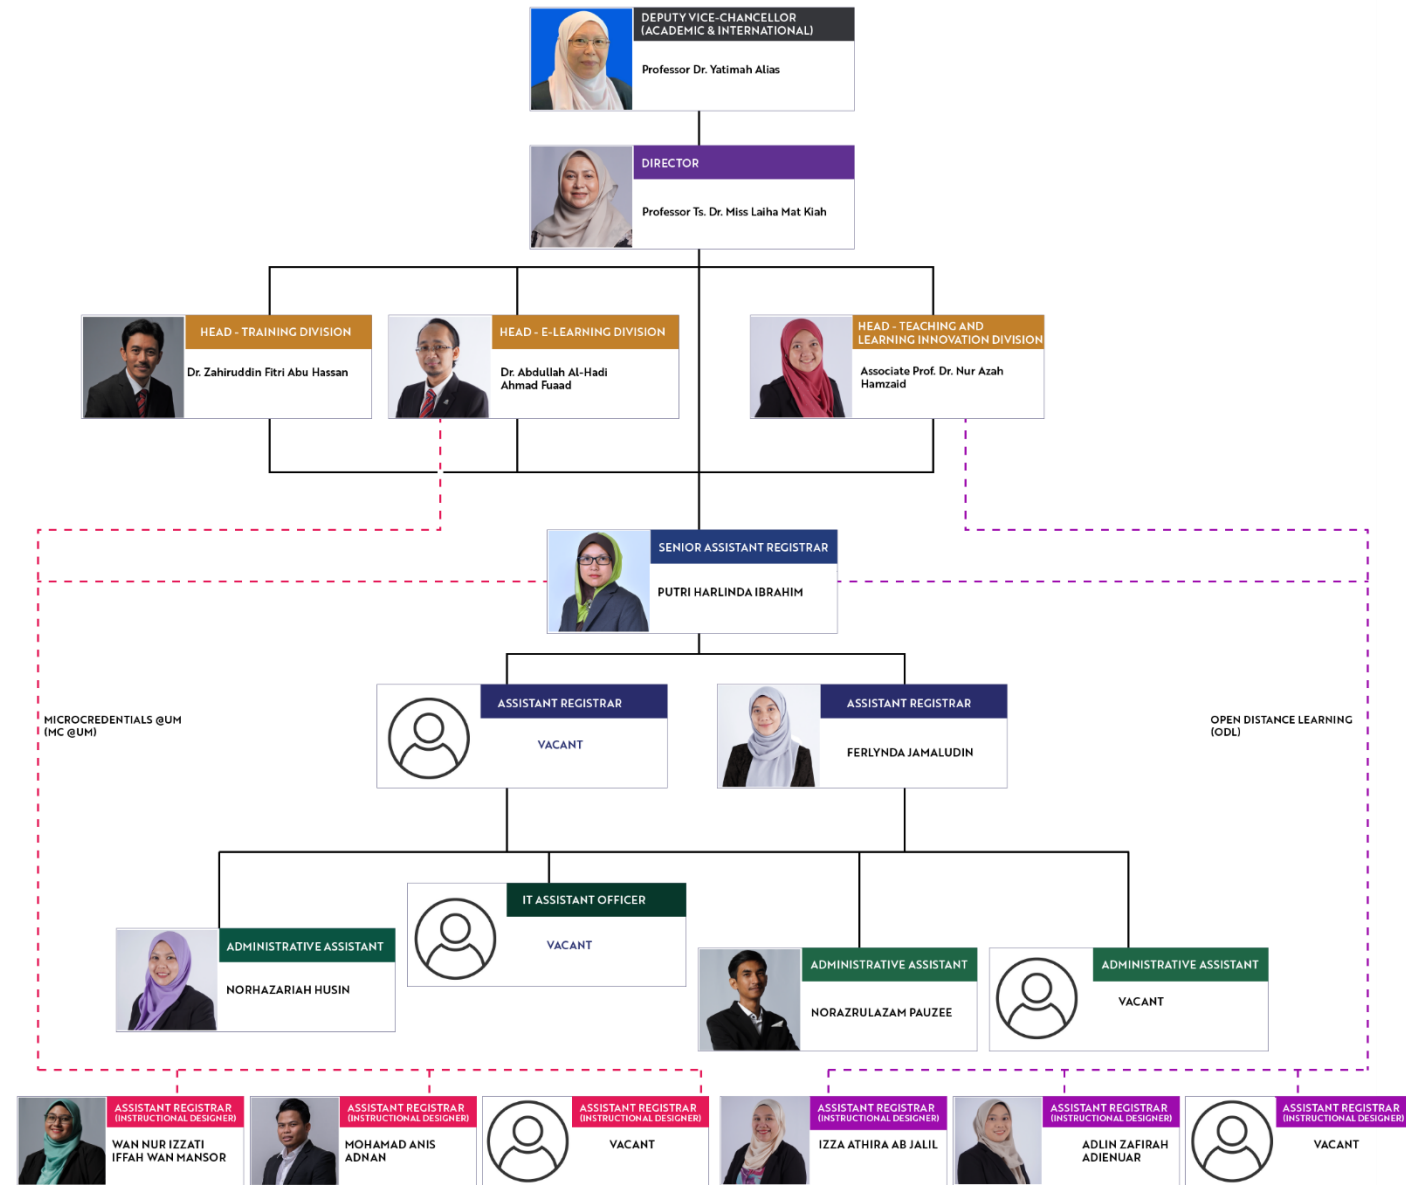 DEPUTY VICE-CHANCELLOR
(ACADEMIC & INTERNATIONAL)
Professor Dr. Yatimah Alias
DIRECTOR
Professor Ts. Dr. Miss Laiha Mat Kiah
HEAD - TRAINING DIVISION
Dr. Zahiruddin Fitri Abu Hassan
HEAD - E-LEARNING DIVISION
Dr. Abdullah Al-Hadi
Ahmad Fuaad
HEAD - TEACHING AND
LEARNING INNOVATION DIVISION
Associate Prof. Dr. Nur Azah
Hamzaid
SENIOR ASSISTANT REGISTRAR
PUTRI HARLINDA IBRAHIM
ASSISTANT REGISTRAR
VACANT
ASSISTANT REGISTRAR
FERLYNDA JAMALUDIN
MICROCREDENTIALS @UM
(MC @UM)
OPEN DISTANCE LEARNING
(ODL)
ADMINISTRATIVE ASSISTANT
NORHAZARIAH HUSIN
IT ASSISTANT OFFICER
VACANT
ADMINISTRATIVE ASSISTANT
NORAZRULAZAM PAUZEE
ADMINISTRATIVE ASSISTANT
VACANT
ASSISTANT REGISTRAR
(INSTRUCTIONAL DESIGNER)
WAN NUR IZZATI
IFFAH WAN MANSOR
ASSISTANT REGISTRAR
(INSTRUCTIONAL DESIGNER)
MOHAMAD ANIS
ADNAN
ASSISTANT REGISTRAR
(INSTRUCTIONAL DESIGNER)
VACANT
ASSISTANT REGISTRAR
(INSTRUCTIONAL DESIGNER)
IZZA ATHIRA AB JALIL
ASSISTANT REGISTRAR
(INSTRUCTIONAL DESIGNER)
ADLIN ZAFIRAH
ADIENUAR
ASSISTANT REGISTRAR
(INSTRUCTIONAL DESIGNER)
VACANT